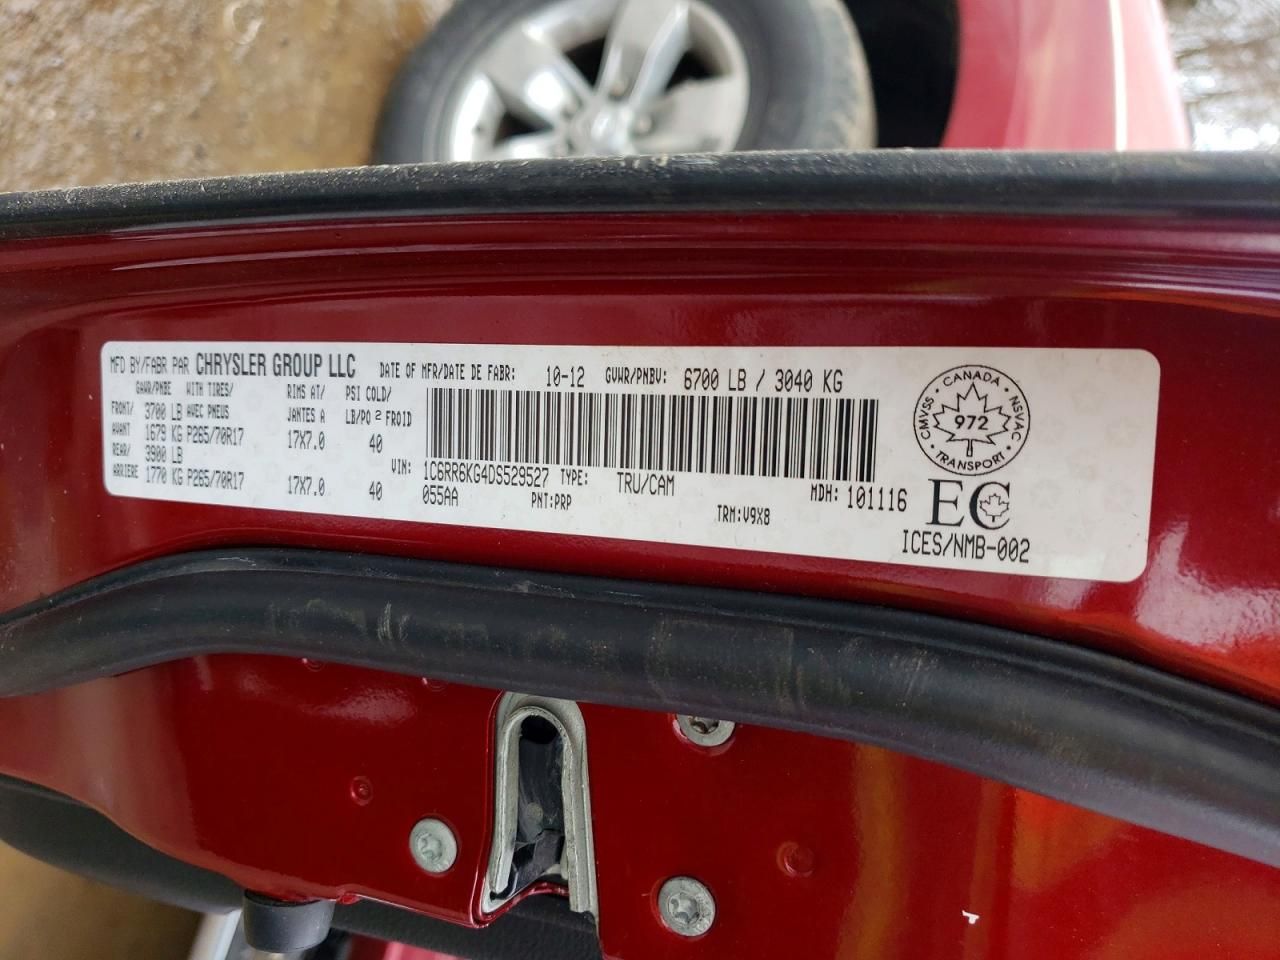 MFD BY/FABR PAR CHRYSLER GROUP LLC DATE OF MFR/DATE DE FABR: 10-12 GVWR/PNBV: 6700 LB / 3040 KG
GAWR/PNBE WITH TIRES/ RIMS AT/ PSI COLD/
FRONT/ 3700 LB AVEC PNEUS JANTES A LB/PO 2 FROID
AVANT 1679 KG P265/70R17 17X7.0 40
REAR/ 3900 LB
ARRIERE 1770 KG P265/70R17 17X7.0 40
VIN: 1C6RR6KG4DS529527 TYPE: TRU/CAM MDH: 101116
055AA PNT:PRP TRM:V9X8
CMVSS • CANADA • NSVAC
972
• TRANSPORT •
EC
ICES/NMB-002